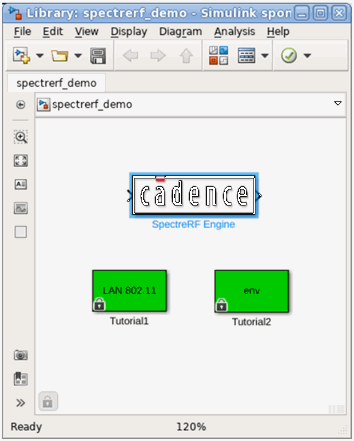 Library: spectrerf_demo - Simulink spon
File Edit View Display Diagram Analysis Help
spectrerf_demo
spectrerf_demo
cadence
SpectreRF Engine
LAN 802.11 env
Tutorial1 Tutorial2
Ready 120%